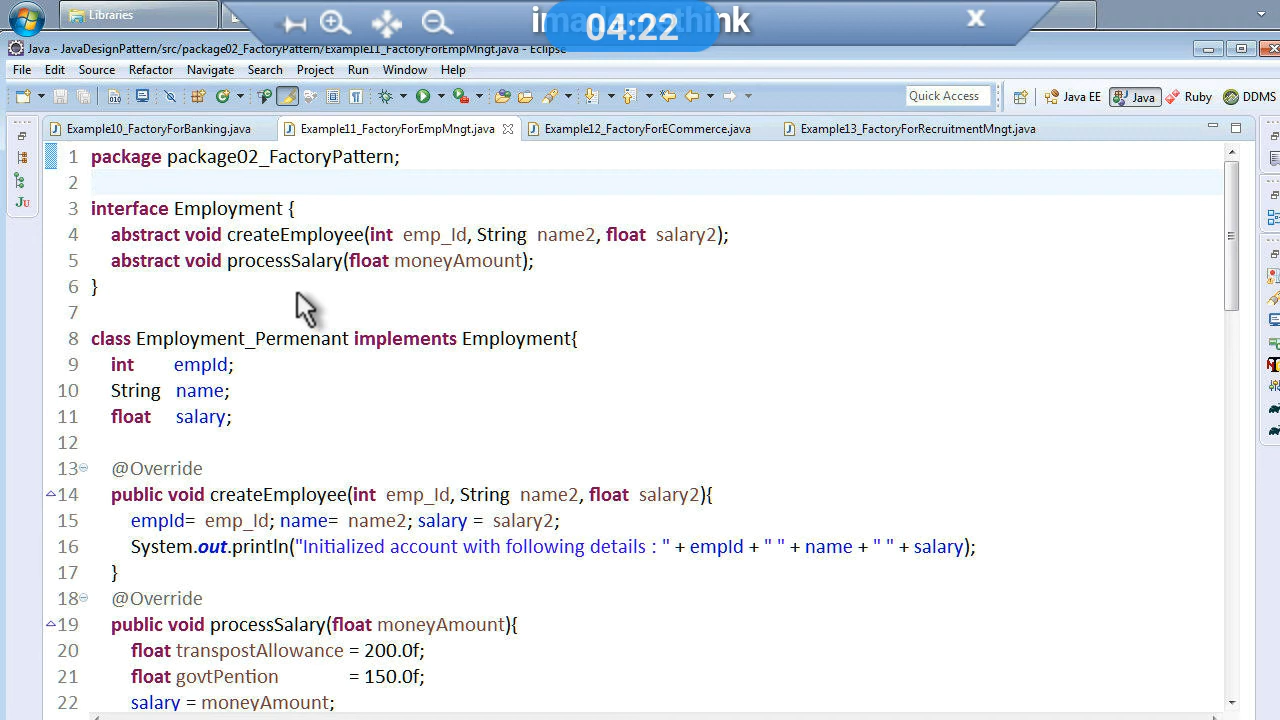 Libraries
04:22
think
X
Java - JavaDesignPattern/src/package02_FactoryPattern/Example11_FactoryForEmpMngt.java - Eclipse
File Edit Source Refactor Navigate Search Project Run Window Help
Quick Access Java EE Java Ruby DDMS
Example10_FactoryForBanking.java Example11_FactoryForEmpMngt.java Example12_FactoryForECommerce.java Example13_FactoryForRecruitmentMngt.java
1 package package02_FactoryPattern;
2
3 interface Employment {
4 abstract void createEmployee(int emp_Id, String name2, float salary2);
5 abstract void processSalary(float moneyAmount);
6 }
7
8 class Employment_Permenant implements Employment{
9 int empId;
10 String name;
11 float salary;
12
13 @Override
14 public void createEmployee(int emp_Id, String name2, float salary2){
15 empId= emp_Id; name= name2; salary = salary2;
16 System.out.println("Initialized account with following details : " + empId + " " + name + " " + salary);
17 }
18 @Override
19 public void processSalary(float moneyAmount){
20 float transpostAllowance = 200.0f;
21 float govtPention = 150.0f;
22 salary = moneyAmount;